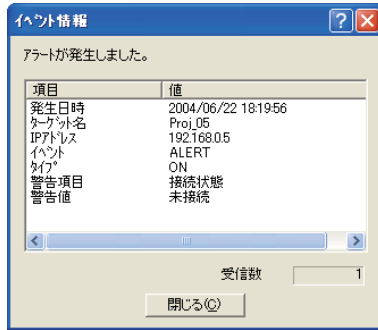 イベント情報
アラートが発生しました。
項目 値
発生日時 2004/06/22 18:19:56
ターゲット名 Proj_05
IPアドレス 192.168.0.5
イベント ALERT
タイプ ON
警告項目 接続状態
警告値 未接続
受信数 1
閉じる(C)